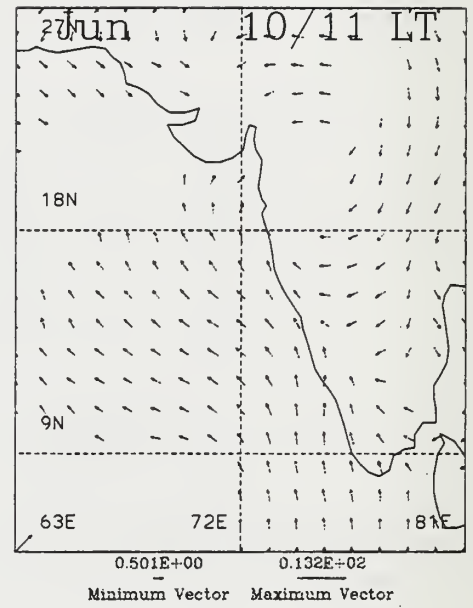 27N Jun 10/11 LT
18N
9N
63E 72E 81E
0.501E+00 0.132E+02
Minimum Vector Maximum Vector